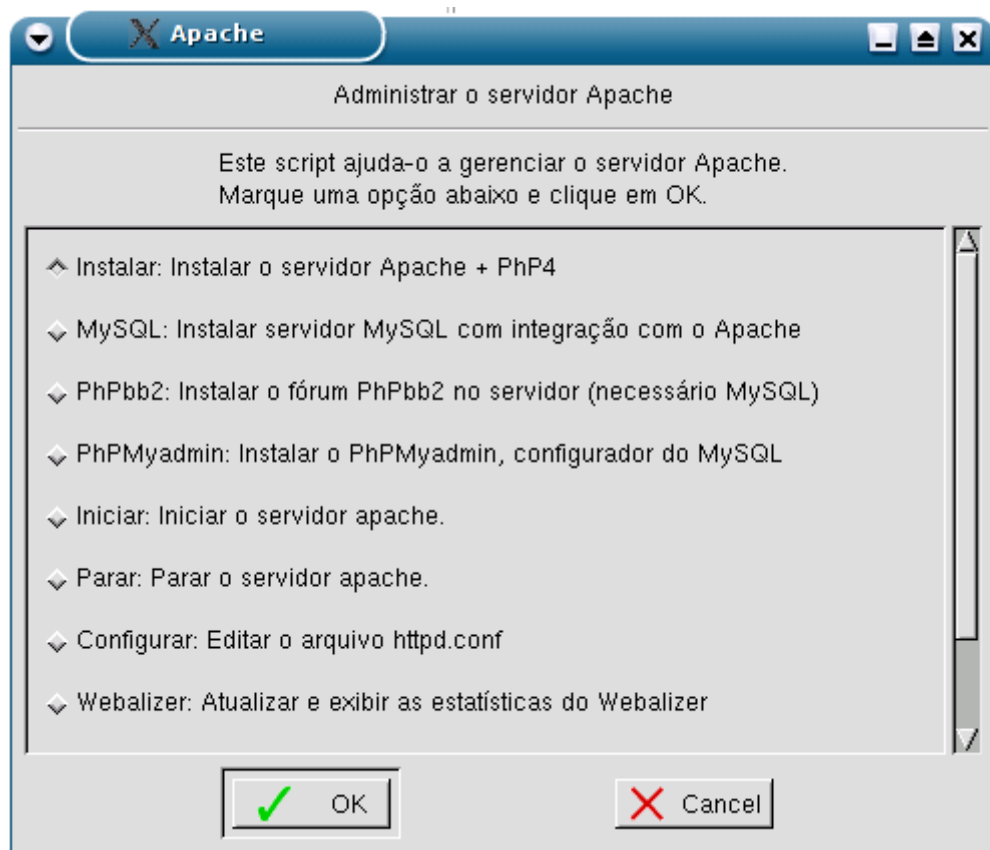 Apache
Administrar o servidor Apache
Este script ajuda-o a gerenciar o servidor Apache.
Marque uma opção abaixo e clique em OK.
Instalar: Instalar o servidor Apache + PhP4
MySQL: Instalar servidor MySQL com integração com o Apache
PhPbb2: Instalar o fórum PhPbb2 no servidor (necessário MySQL)
PhPMyadmin: Instalar o PhPMyadmin, configurador do MySQL
Iniciar: Iniciar o servidor apache.
Parar: Parar o servidor apache.
Configurar: Editar o arquivo httpd.conf
Webalizer: Atualizar e exibir as estatísticas do Webalizer
OK Cancel